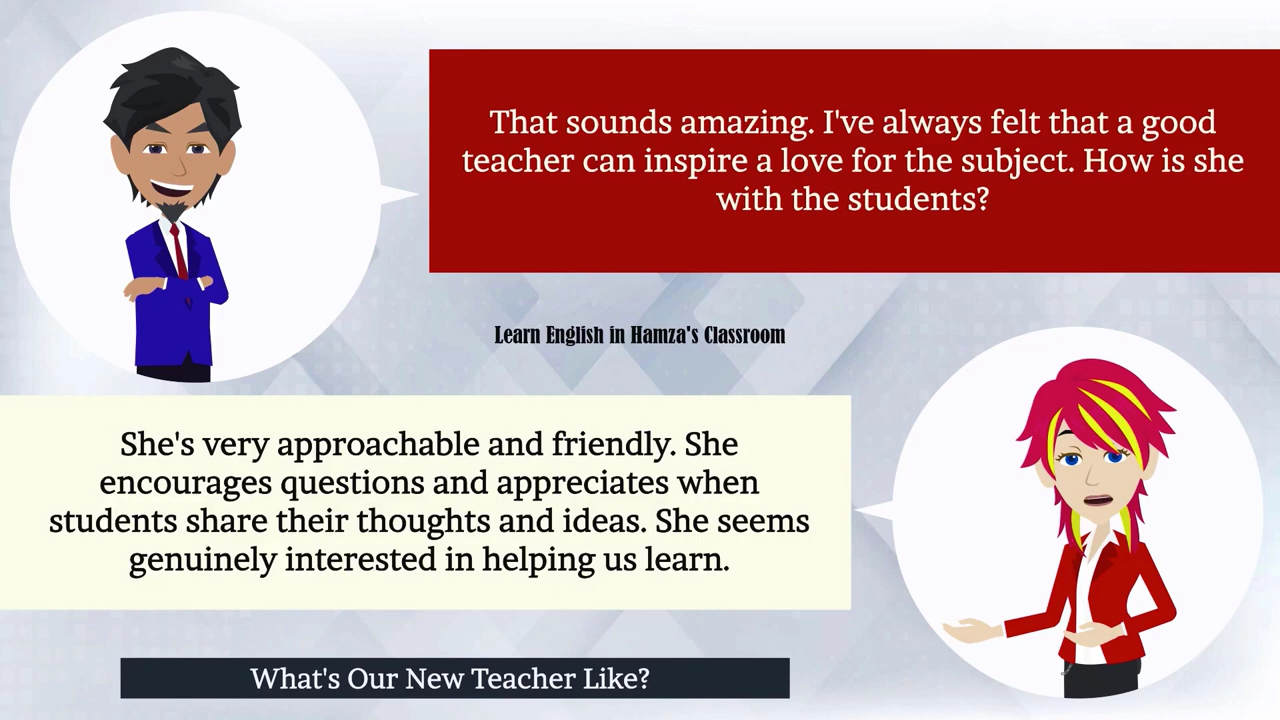 That sounds amazing. I've always felt that a good
teacher can inspire a love for the subject. How is she
with the students?
Learn English in Hamza's Classroom
She's very approachable and friendly. She
encourages questions and appreciates when
students share their thoughts and ideas. She seems
genuinely interested in helping us learn.
What's Our New Teacher Like?